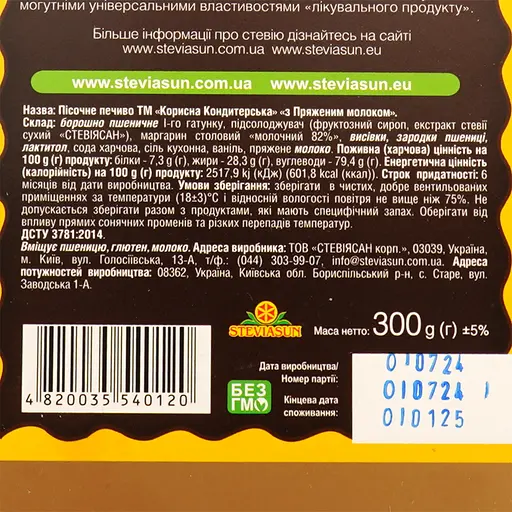 могутніми універсальними властивостями «лікувального продукту».
Більше інформації про стевію дізнайтесь на сайті
www.steviasun.com.ua www.steviasun.eu
www.steviasun.com.ua www.steviasun.eu
Назва: Пісочне печиво ТМ «Корисна Кондитерська» «з Пряженим молоком».
Склад: борошно пшеничне І-го гатунку, підсолоджувач (фруктозний сироп, екстракт стевії
сухий «СТЕВІЯСАН»), маргарин столовий «молочний 82%», висівки, зародки пшениці,
лактитол, сода харчова, сіль кухонна, ваніль, пряжене молоко. Поживна (харчова) цінність на
100 g (г) продукту: білки - 7,3 g (г), жири - 28,3 g(г), вуглеводи - 79,4 g(г). Енергетична цінність
(калорійність) на 100 g (г) продукту: 2517,9 kj (кДж) (601,8 kcal (ккал)). Строк придатності: 6
місяців від дати виробництва. Умови зберігання: зберігати в чистих, добре вентильованих
приміщеннях за температури (18±3)°С і відносній вологості повітря не вище ніж 75%. Не
допускається зберігати разом з продуктами, які мають специфічний запах. Оберігати від
впливу прямих сонячних променів та різких перепадів температур.
ДСТУ 3781:2014.
Вміщує пшеницю, глютен, молоко. Адреса виробника: ТОВ «СТЕВІЯСАН корп.», 03039, Україна,
м. Київ, вул. Голосіївська, 13-А, т/ф: (044) 303-99-07, info@steviasan.com.ua Адреса
потужностей виробництва: 08362, Україна, Київська обл. Бориспільський р-н, с. Старе, вул.
Заводська 1-А.
STEVIASUN
Маса нетто: 300 g (г) ±5%
Дата виробництва/
Номер партії:
Кінцева дата
споживання:
БЕЗ
ГМО
010724
010724 1
010125
4 820035 540120